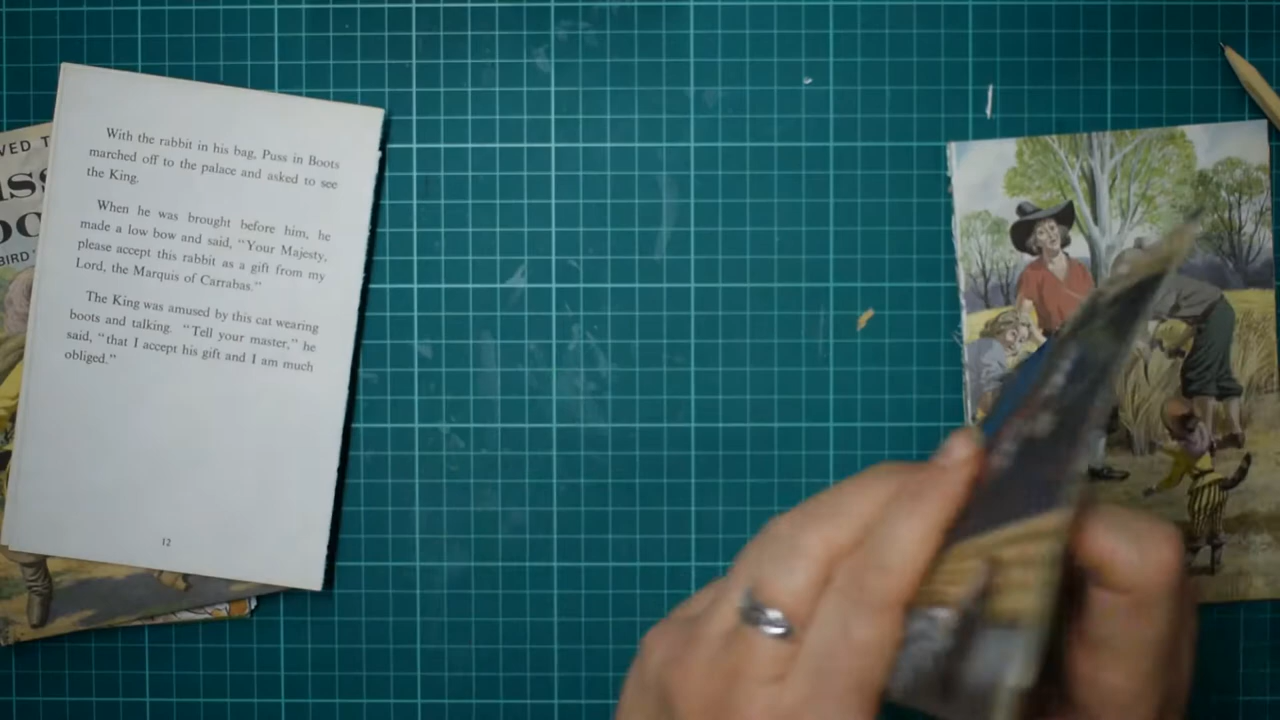 VED T
BIRD
With the rabbit in his bag, Puss in Boots
marched off to the palace and asked to see
the King.
When he was brought before him, he
made a low bow and said, “Your Majesty,
please accept this rabbit as a gift from my
Lord, the Marquis of Carrabas.”
The King was amused by this cat wearing
boots and talking. “Tell your master,” he
said, “that I accept his gift and I am much
obliged.”
12